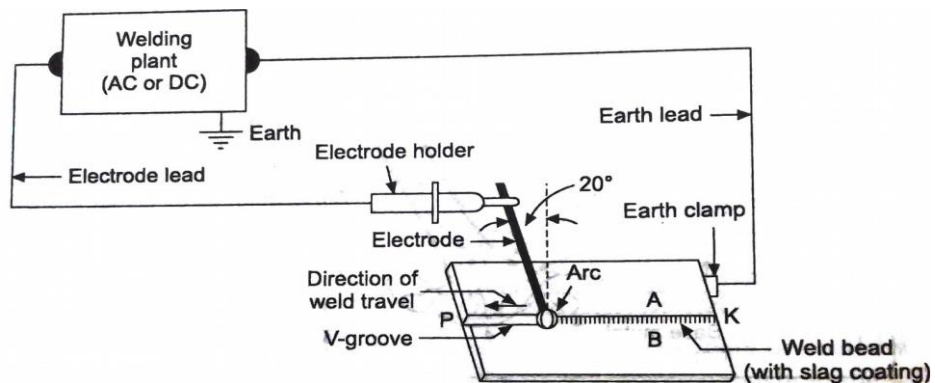 Welding
plant
(AC or DC)
Earth
Electrode lead
Electrode holder
20°
Earth lead
Earth clamp
Electrode
Arc
Direction of
weld travel
P
A
K
B
V-groove
Weld bead
(with slag coating)